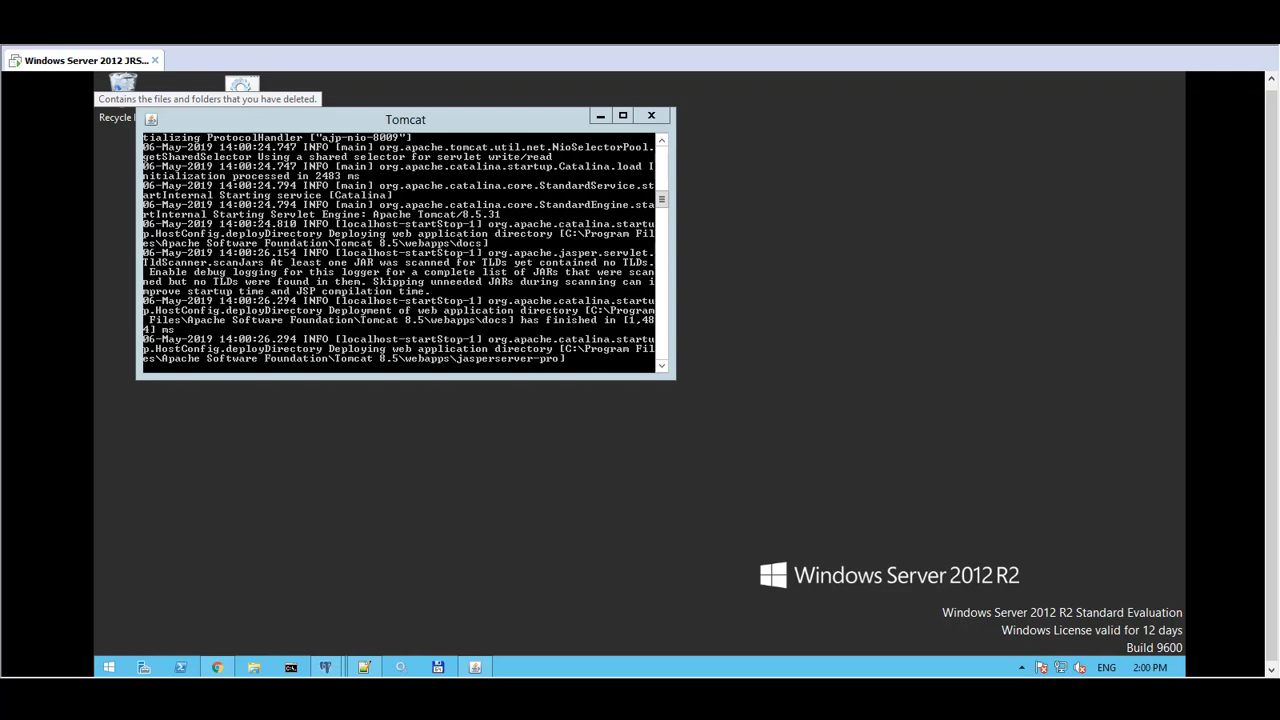 Windows Server 2012 JRS...
Contains the files and folders that you have deleted.
Recycle
Tomcat
tializing ProtocolHandler ["ajp-nio-8009"]
06-May-2019 14:00:24.747 INFO [main] org.apache.tomcat.util.net.NioSelectorPool.
getSharedSelector Using a shared selector for servlet write/read
06-May-2019 14:00:24.747 INFO [main] org.apache.catalina.startup.Catalina.load I
nitialization processed in 2483 ms
06-May-2019 14:00:24.794 INFO [main] org.apache.catalina.core.StandardService.st
artInternal Starting service [Catalina]
06-May-2019 14:00:24.794 INFO [main] org.apache.catalina.core.StandardEngine.sta
rtInternal Starting Servlet Engine: Apache Tomcat/8.5.31
06-May-2019 14:00:24.810 INFO [localhost-startStop-1] org.apache.catalina.startu
p.HostConfig.deployDirectory Deploying web application directory [C:\Program Fil
es\Apache Software Foundation\Tomcat 8.5\webapps\docs]
06-May-2019 14:00:26.154 INFO [localhost-startStop-1] org.apache.jasper.servlet.
TldScanner.scanJars At least one JAR was scanned for TLDs yet contained no TLDs.
Enable debug logging for this logger for a complete list of JARs that were scan
ned but no TLDs were found in them. Skipping unneeded JARs during scanning can i
mprove startup time and JSP compilation time.
06-May-2019 14:00:26.294 INFO [localhost-startStop-1] org.apache.catalina.startu
p.HostConfig.deployDirectory Deployment of web application directory [C:\Program
Files\Apache Software Foundation\Tomcat 8.5\webapps\docs] has finished in [1,48
4] ms
06-May-2019 14:00:26.294 INFO [localhost-startStop-1] org.apache.catalina.startu
p.HostConfig.deployDirectory Deploying web application directory [C:\Program Fil
es\Apache Software Foundation\Tomcat 8.5\webapps\jasperserver-pro]
Windows Server 2012 R2
Windows Server 2012 R2 Standard Evaluation
Windows License valid for 12 days
Build 9600
ENG
2:00 PM